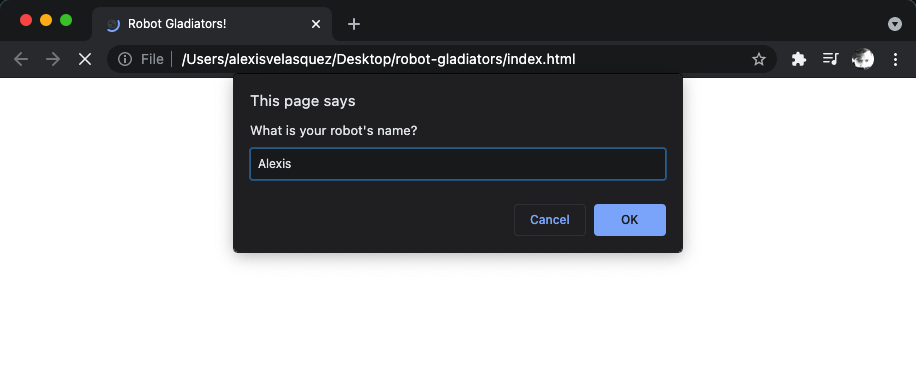 Robot Gladiators!
File /Users/alexisvelasquez/Desktop/robot-gladiators/index.html
This page says
What is your robot's name?
Alexis
Cancel OK